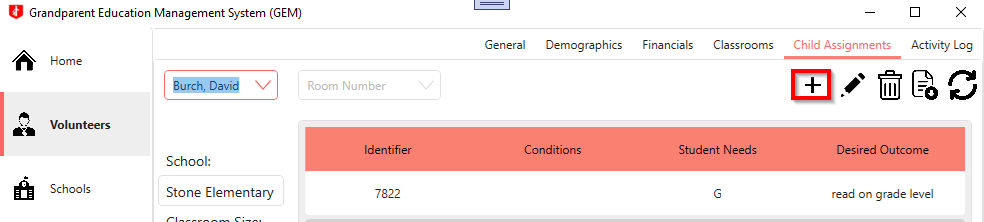 Grandparent Education Management System (GEM)
General Demographics Financials Classrooms Child Assignments Activity Log
Home
Burch, David Room Number
Volunteers
Identifier Conditions Student Needs Desired Outcome
School:
Schools
Stone Elementary
7822 G read on grade level
Classroom Size: